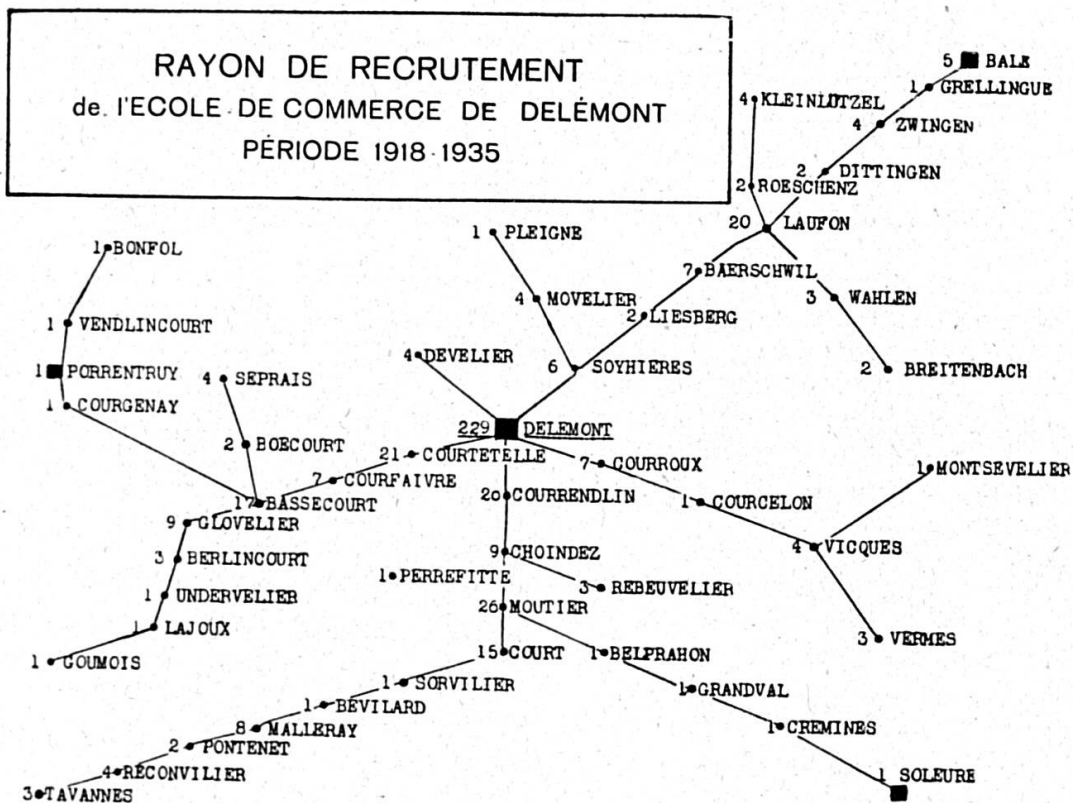 RAYON DE RECRUTEMENT
de l'ECOLE DE COMMERCE DE DELÉMONT
PÉRIODE 1918-1935
5 BALE
1 GRELLINGUE
4 KLEINLUTZEL
4 ZWINGEN
2 DITTINGEN
2 ROESCHENZ
20 LAUFON
1 PLEIGNE
1 BONFOL
7 BAERSCHWIL
4 MOVELIER
3 WAHLEN
2 LIESBERG
1 VENDLINCOURT
4 DEVELIER
6 SOYHIERES
2 BREITENBACH
1 PORRENTRUY
4 SEPRAIS
1 COURGENAY
229 DELEMONT
2 BOECOURT
21 COURTETELLE
7 COURROUX
1 MONTSEVELIER
7 COURFAIVRE
20 COURRENDLIN
17 BASSECOURT
1 COURCELON
9 GLOVELIER
4 VICQUES
9 CHOINDEZ
3 BERLINCOURT
1 PERREFITTE
3 REBEUVELIER
1 UNDERVELIER
26 MOUTIER
1 LAJOUX
3 VERMES
15 COURT
1 BELPRAHON
1 GOUMOIS
1 SORVILIER
1 GRANDVAL
1 BÉVILARD
8 MALLERAY
1 CREMINES
2 PONTENET
4 RÉCONVILIER
1 SOLEURE
3 TAVANNES